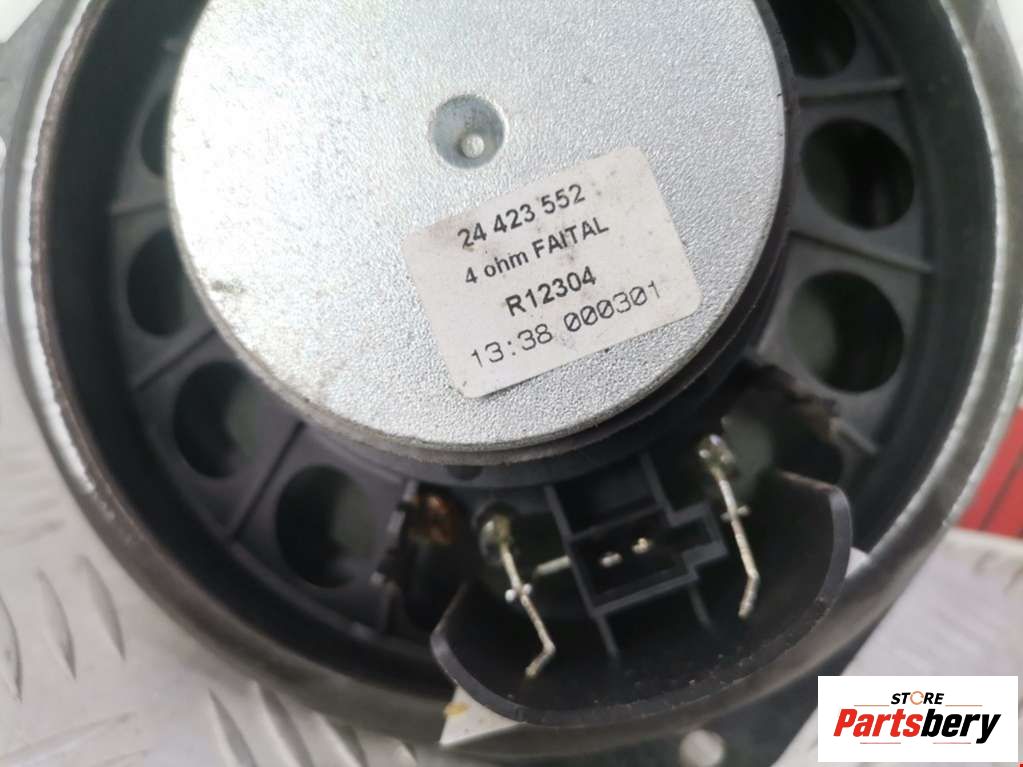 24 423 552
4 ohm FAITAL
R12304
13:38 000301
STORE
Partsbery